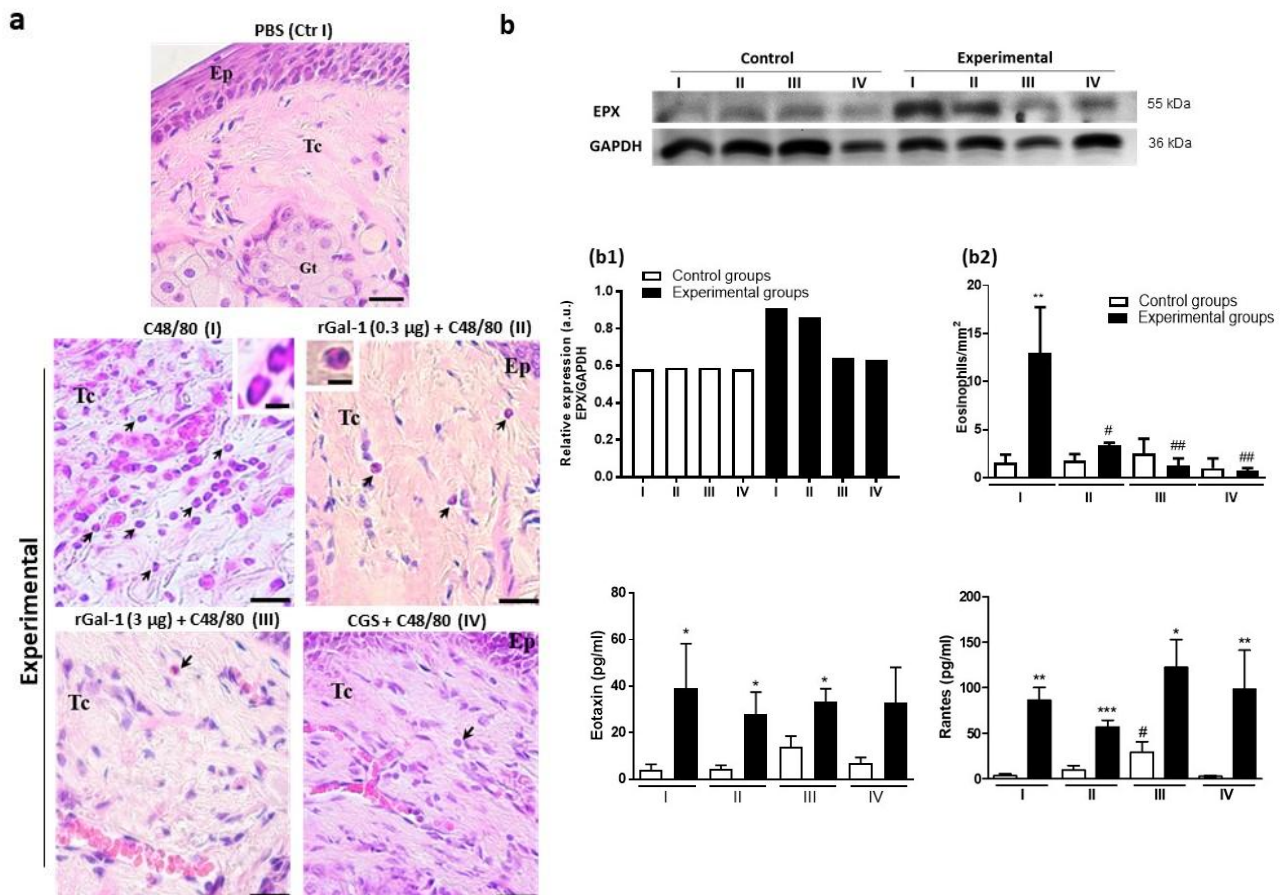 a
PBS (Ctr I)
Ep
Tc
Gt
C48/80 (I)
Tc
rGal-1 (0.3 µg) + C48/80 (II)
Ep
Tc
Experimental
rGal-1 (3 µg) + C48/80 (III)
Tc
CGS + C48/80 (IV)
Ep
Tc
b
Control Experimental
I II III IV I II III IV
EPX 55 kDa
GAPDH 36 kDa
(b1)
Control groups
Experimental groups
Relative expression (a.u.)
EPX/GAPDH
1.0
0.8
0.6
0.4
0.2
0.0
I II III IV I II III IV
(b2)
Control groups
Experimental groups
Eosinophils/mm²
20
15
10
5
0
**
#
##
##
I II III IV
Eotaxin (pg/ml)
80
60
40
20
0
*
*
*
I II III IV
Rantes (pg/ml)
200
150
100
50
0
**
***
#
*
**
I II III IV